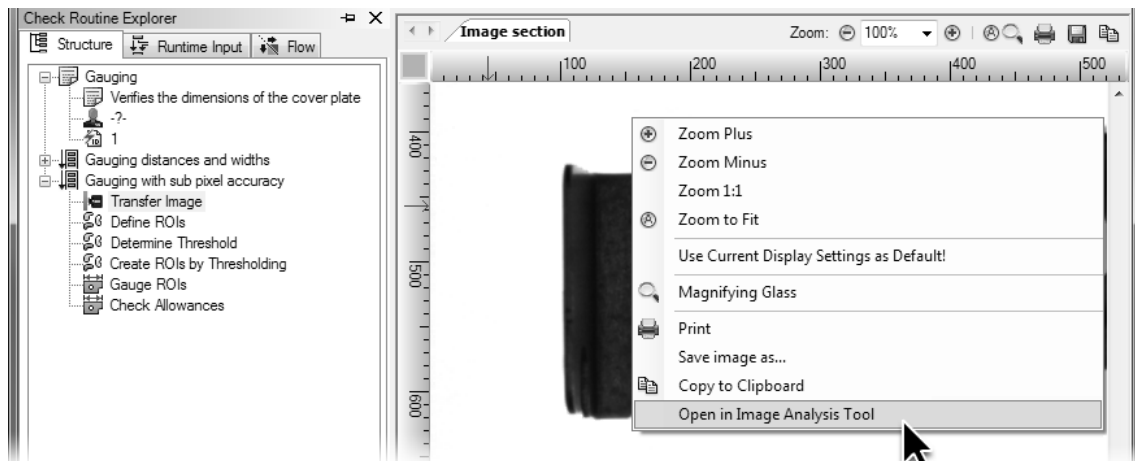 Check Routine Explorer
Structure
Runtime Input
Flow
Gauging
Verifies the dimensions of the cover plate
-?-
1
Gauging distances and widths
Gauging with sub pixel accuracy
Transfer Image
Define ROIs
Determine Threshold
Create ROIs by Thresholding
Gauge ROIs
Check Allowances
Image section
Zoom: 100%
100 200 300 400 500
400
500
600
Zoom Plus
Zoom Minus
Zoom 1:1
Zoom to Fit
Use Current Display Settings as Default!
Magnifying Glass
Print
Save image as...
Copy to Clipboard
Open in Image Analysis Tool